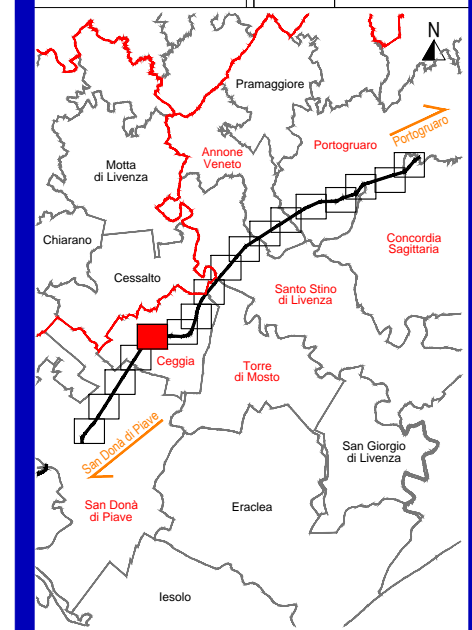 N
Pramaggiore
Portogruaro
Portogruaro
Annone
Veneto
Motta
di Livenza
Chiarano
Concordia
Sagittaria
Cessalto
Santo Stino
di Livenza
Ceggia
Torre
di Mosto
San Donà di Piave
San Giorgio
di Livenza
San Donà
di Piave
Eraclea
Iesolo